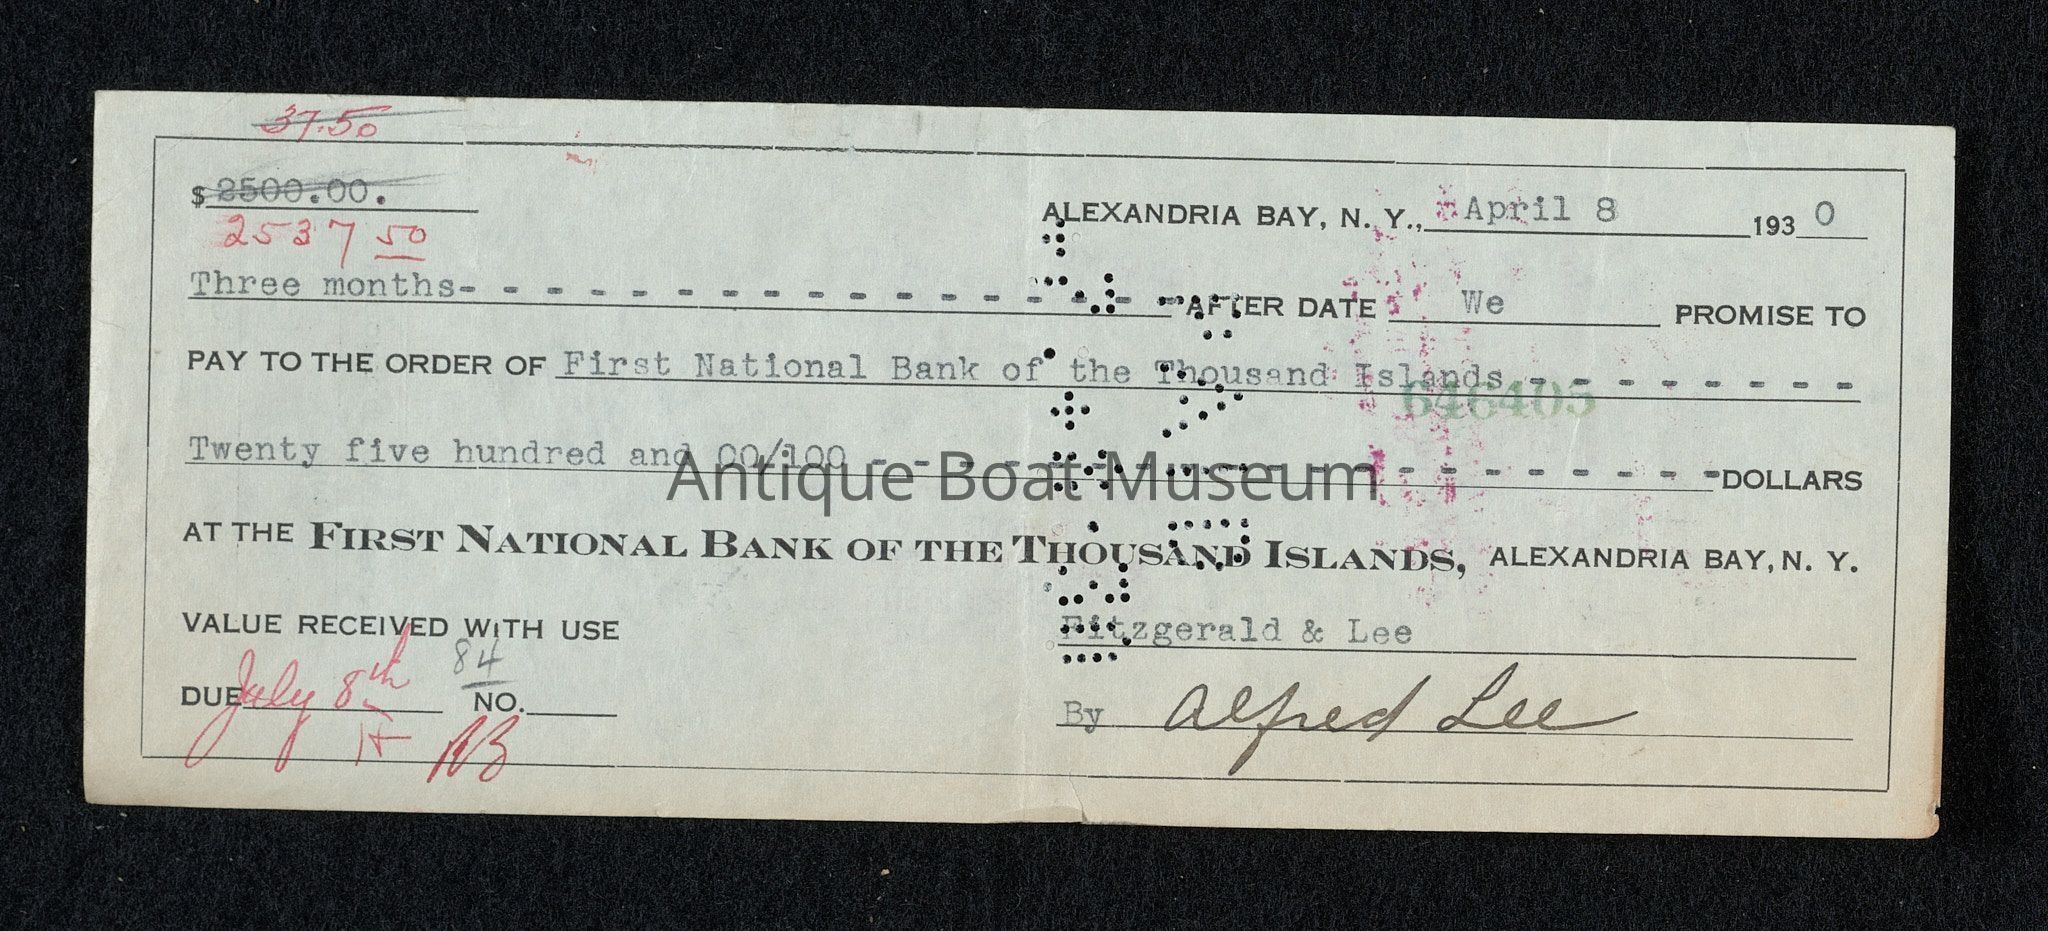 37.50
$ 2500.00.
2537 50
ALEXANDRIA BAY, N. Y., April 8 1930
Three months- - - - - - - - - - - - - - - - - AFTER DATE We PROMISE TO
PAY TO THE ORDER OF First National Bank of the Thousand Islands - - - - - - - -
646405
Twenty five hundred and 00/100 - - - - - - - - - - - - - - - - - - - - DOLLARS
Antique Boat Museum
AT THE FIRST NATIONAL BANK OF THE THOUSAND ISLANDS, ALEXANDRIA BAY, N. Y.
VALUE RECEIVED WITH USE
Fitzgerald & Lee
84
DUE July 8th NO.
By Alfred Lee